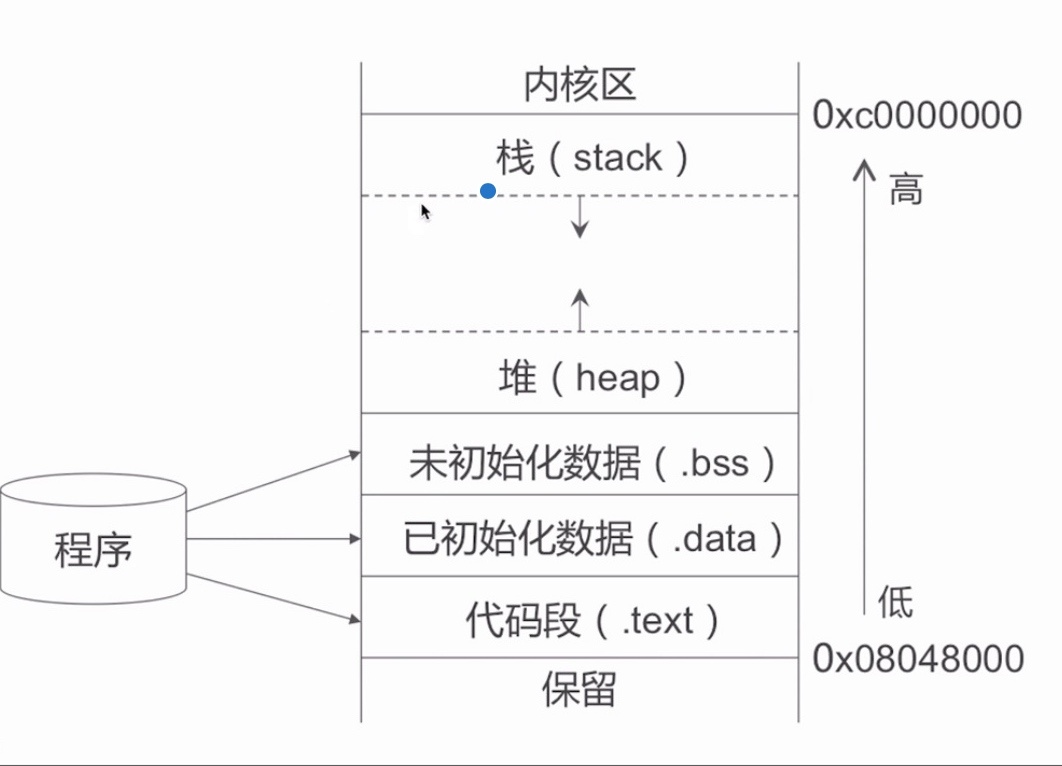 内核区
0xc0000000
栈（stack）
高
堆（heap）
未初始化数据（.bss）
已初始化数据（.data）
程序
代码段（.text）
低
0x08048000
保留